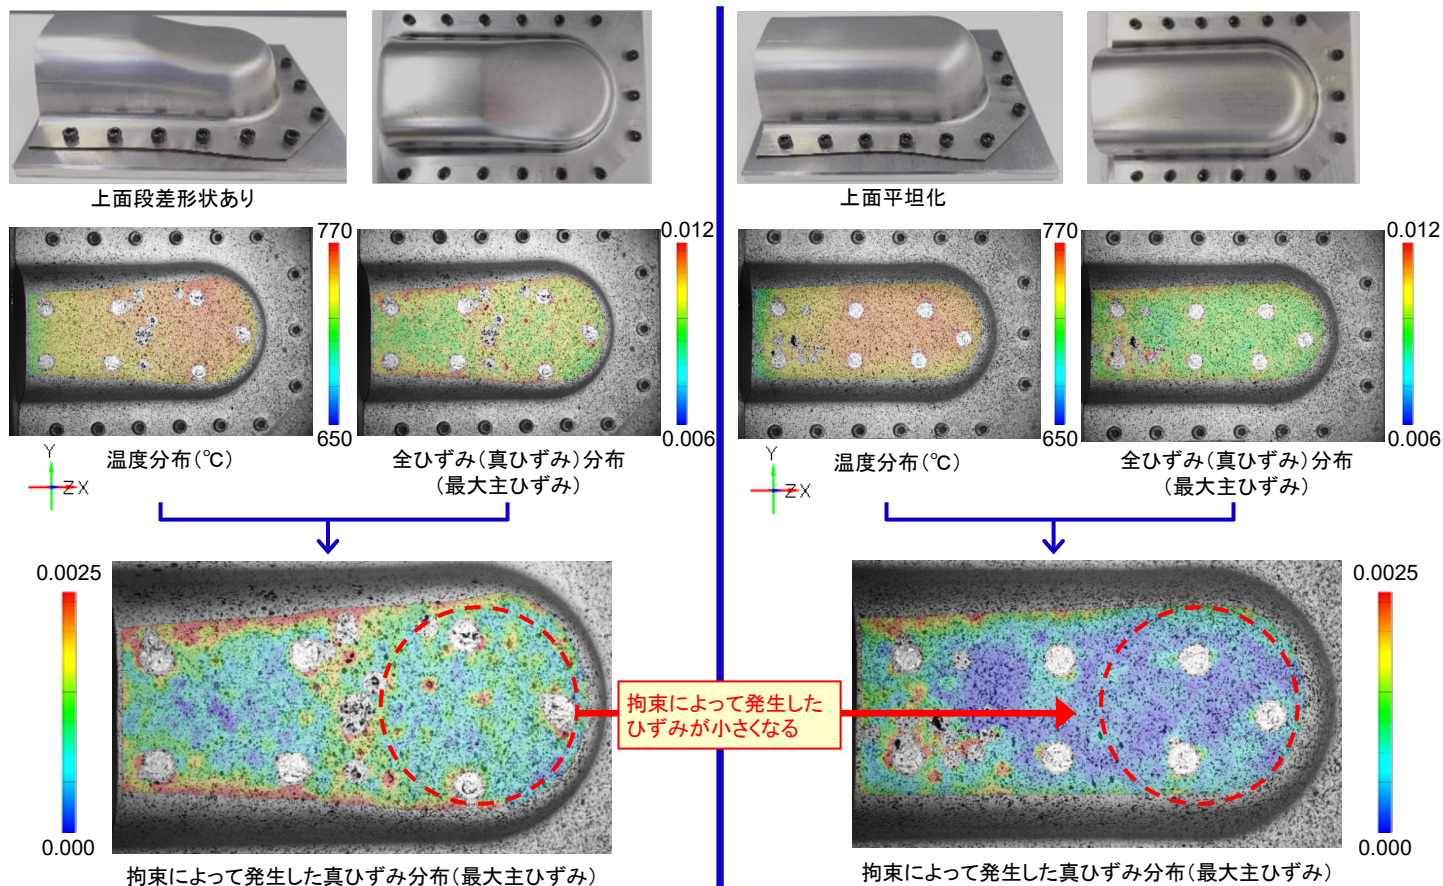 上面段差形状あり
770
650
0.012
0.006
温度分布(℃)
全ひずみ(真ひずみ)分布
(最大主ひずみ)
Y
Z X
0.0025
0.000
拘束によって発生した真ひずみ分布(最大主ひずみ)
拘束によって発生した
ひずみが小さくなる
上面平坦化
770
650
0.012
0.006
温度分布(℃)
全ひずみ(真ひずみ)分布
(最大主ひずみ)
Y
Z X
0.0025
0.000
拘束によって発生した真ひずみ分布(最大主ひずみ)